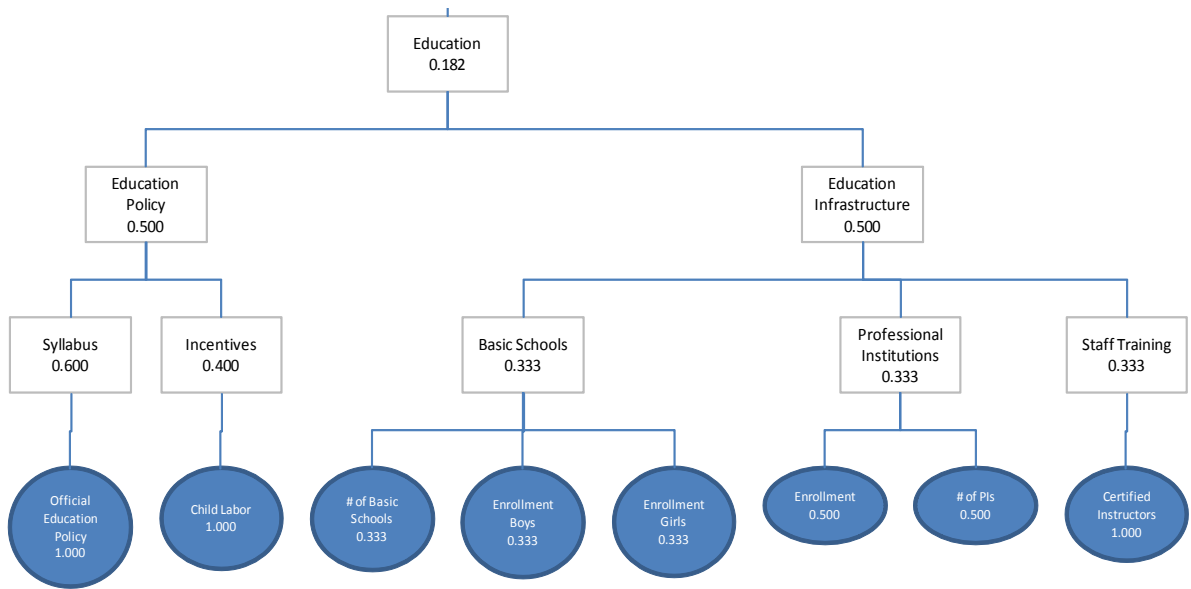 Education
0.182
Education
Policy
0.500
Education
Infrastructure
0.500
Syllabus
0.600
Incentives
0.400
Basic Schools
0.333
Professional
Institutions
0.333
Staff Training
0.333
Official
Education
Policy
1.000
Child Labor
1.000
# of Basic
Schools
0.333
Enrollment
Boys
0.333
Enrollment
Girls
0.333
Enrollment
0.500
# of PIs
0.500
Certified
Instructors
1.000